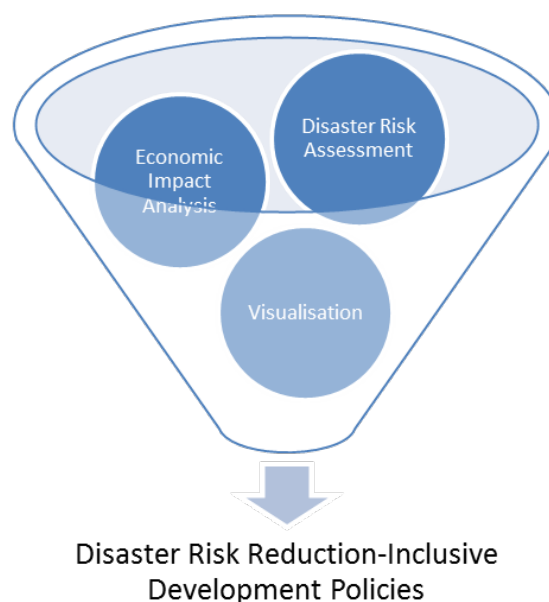 Disaster Risk
Assessment
Economic
Impact
Analysis
Visualisation
Disaster Risk Reduction-Inclusive
Development Policies